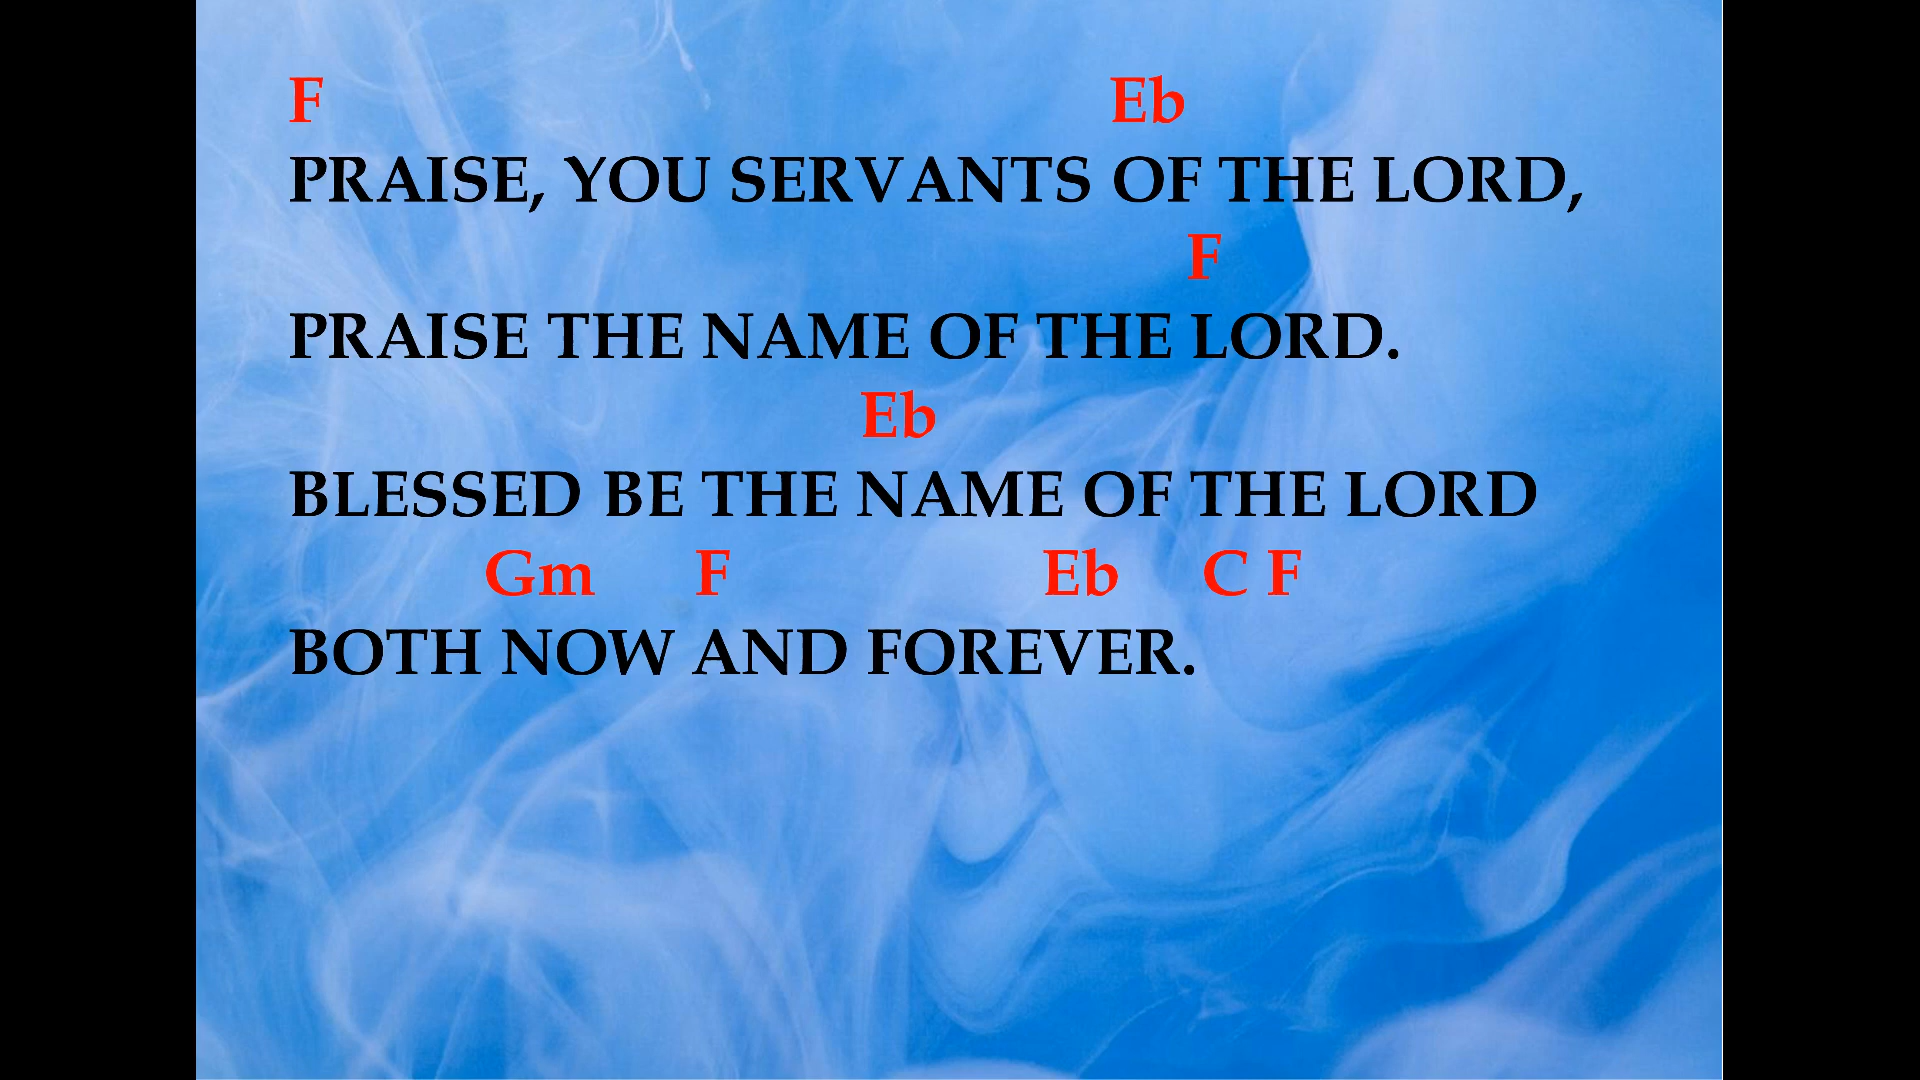 F Eb
PRAISE, YOU SERVANTS OF THE LORD,
F
PRAISE THE NAME OF THE LORD.
Eb
BLESSED BE THE NAME OF THE LORD
Gm F Eb C F
BOTH NOW AND FOREVER.